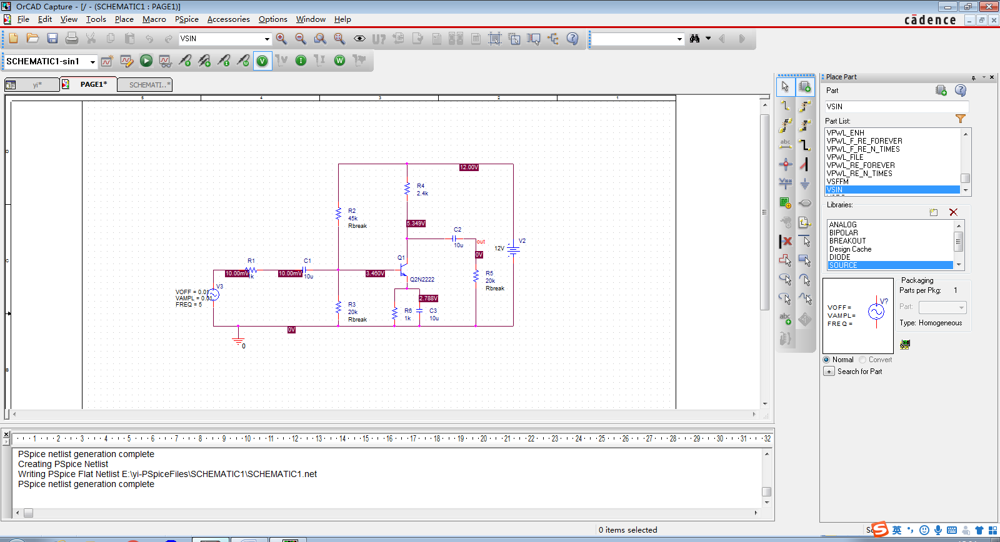 OrCAD Capture - [/ - (SCHEMATIC1 : PAGE1)]
File Edit View Tools Place Macro PSpice Accessories Options Window Help
cādence
VSIN
SCHEMATIC1-sin1
yi*
PAGE1*
SCHEMATI..*
5 4 3 2 1
D
C
B
12.00V
R4
2.4k
R2
45k
Rbreak
5.349V
C2
10u
out
0V
V2
12V
Q1
Q2N2222
R1
1k
10.00mV
C1
10u
10.00mV
3.460V
R5
20k
Rbreak
V3
VOFF = 0.01
VAMPL = 0.01
FREQ = 5
2.788V
R3
20k
Rbreak
R6
1k
C3
10u
0V
0
Place Part
Part
VSIN
Part List:
VPWL_ENH
VPWL_F_RE_FOREVER
VPWL_F_RE_N_TIMES
VPWL_FILE
VPWL_RE_FOREVER
VPWL_RE_N_TIMES
VSFFM
VSIN
Libraries:
ANALOG
BIPOLAR
BREAKOUT
Design Cache
DIODE
SOURCE
V?
VOFF =
VAMPL=
FREQ =
Packaging
Parts per Pkg: 1
Part:
Type: Homogeneous
Normal Convert
Search for Part
1 2 3 4 5 6 7 8 9 10 11 12 13 14 15 16 17 18 19 20 21 22 23 24 25 26 27 28 29 30 31 32
PSpice netlist generation complete
Creating PSpice Netlist
Writing PSpice Flat Netlist E:\yi-PSpiceFiles\SCHEMATIC1\SCHEMATIC1.net
PSpice netlist generation complete
0 items selected
英